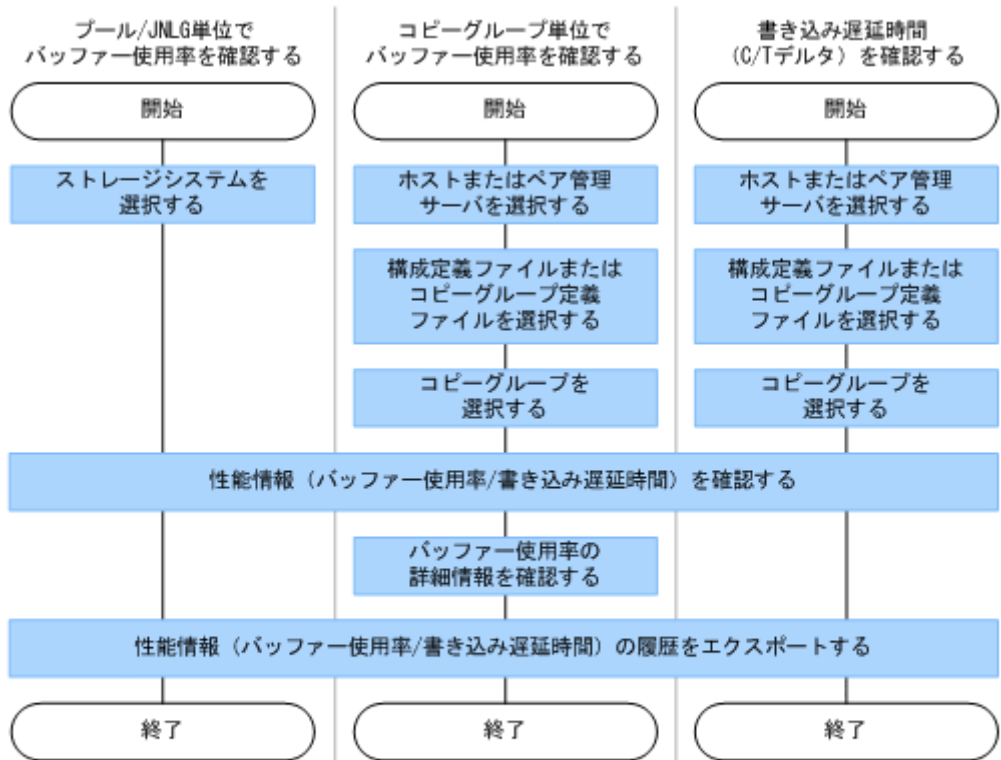 プール/JNLG単位で
バッファー使用率を確認する
コピーグループ単位で
バッファー使用率を確認する
書き込み遅延時間
(C/Tデルタ）を確認する
開始
開始
開始
ストレージシステムを
選択する
ホストまたはペア管理
サーバを選択する
ホストまたはペア管理
サーバを選択する
構成定義ファイルまたは
コピーグループ定義
ファイルを選択する
構成定義ファイルまたは
コピーグループ定義
ファイルを選択する
コピーグループを
選択する
コピーグループを
選択する
性能情報（バッファー使用率/書き込み遅延時間）を確認する
バッファー使用率の
詳細情報を確認する
性能情報（バッファー使用率/書き込み遅延時間）の履歴をエクスポートする
終了
終了
終了